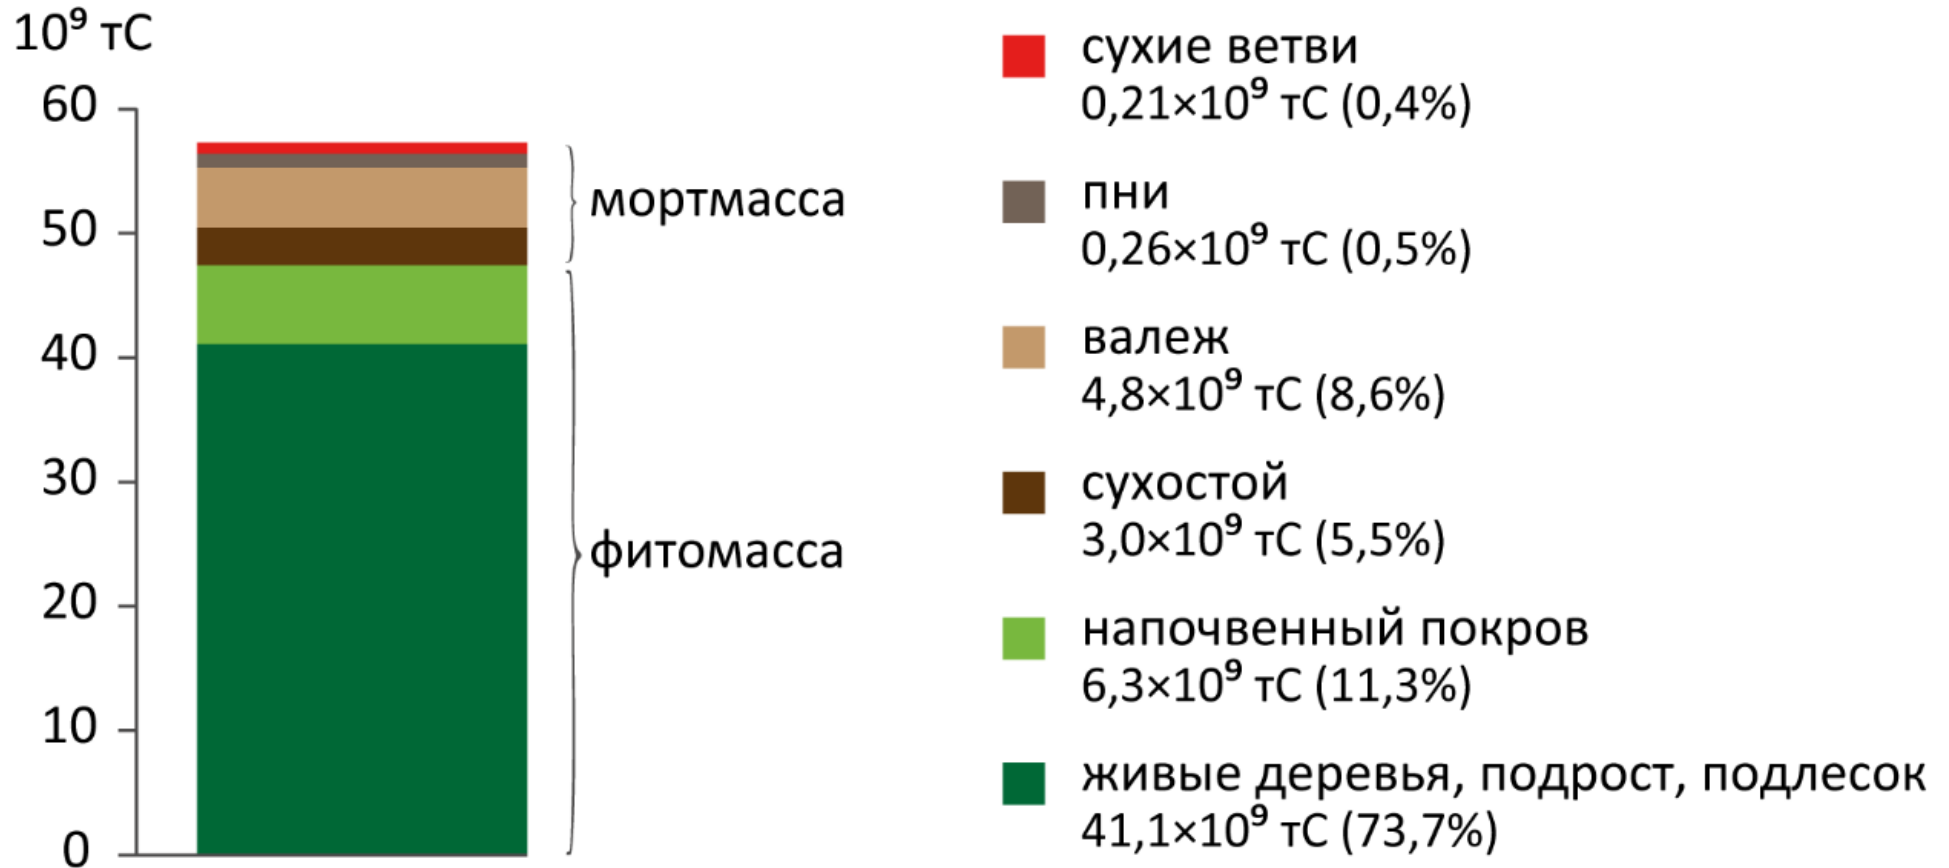 10⁹ тС
60
50
40
30
20
10
0
мортмасса
фитомасса
сухие ветви
0,21×10⁹ тС (0,4%)
пни
0,26×10⁹ тС (0,5%)
валеж
4,8×10⁹ тС (8,6%)
сухостой
3,0×10⁹ тС (5,5%)
напочвенный покров
6,3×10⁹ тС (11,3%)
живые деревья, подрост, подлесок
41,1×10⁹ тС (73,7%)